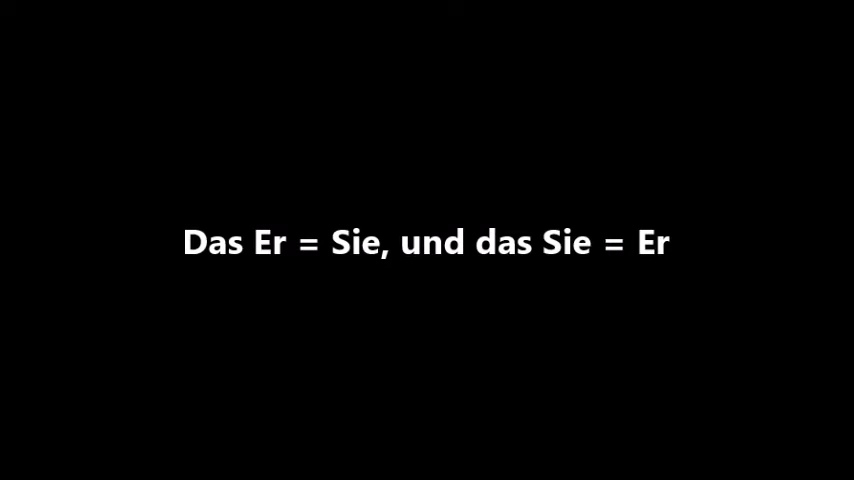 Das Er = Sie, und das Sie = Er